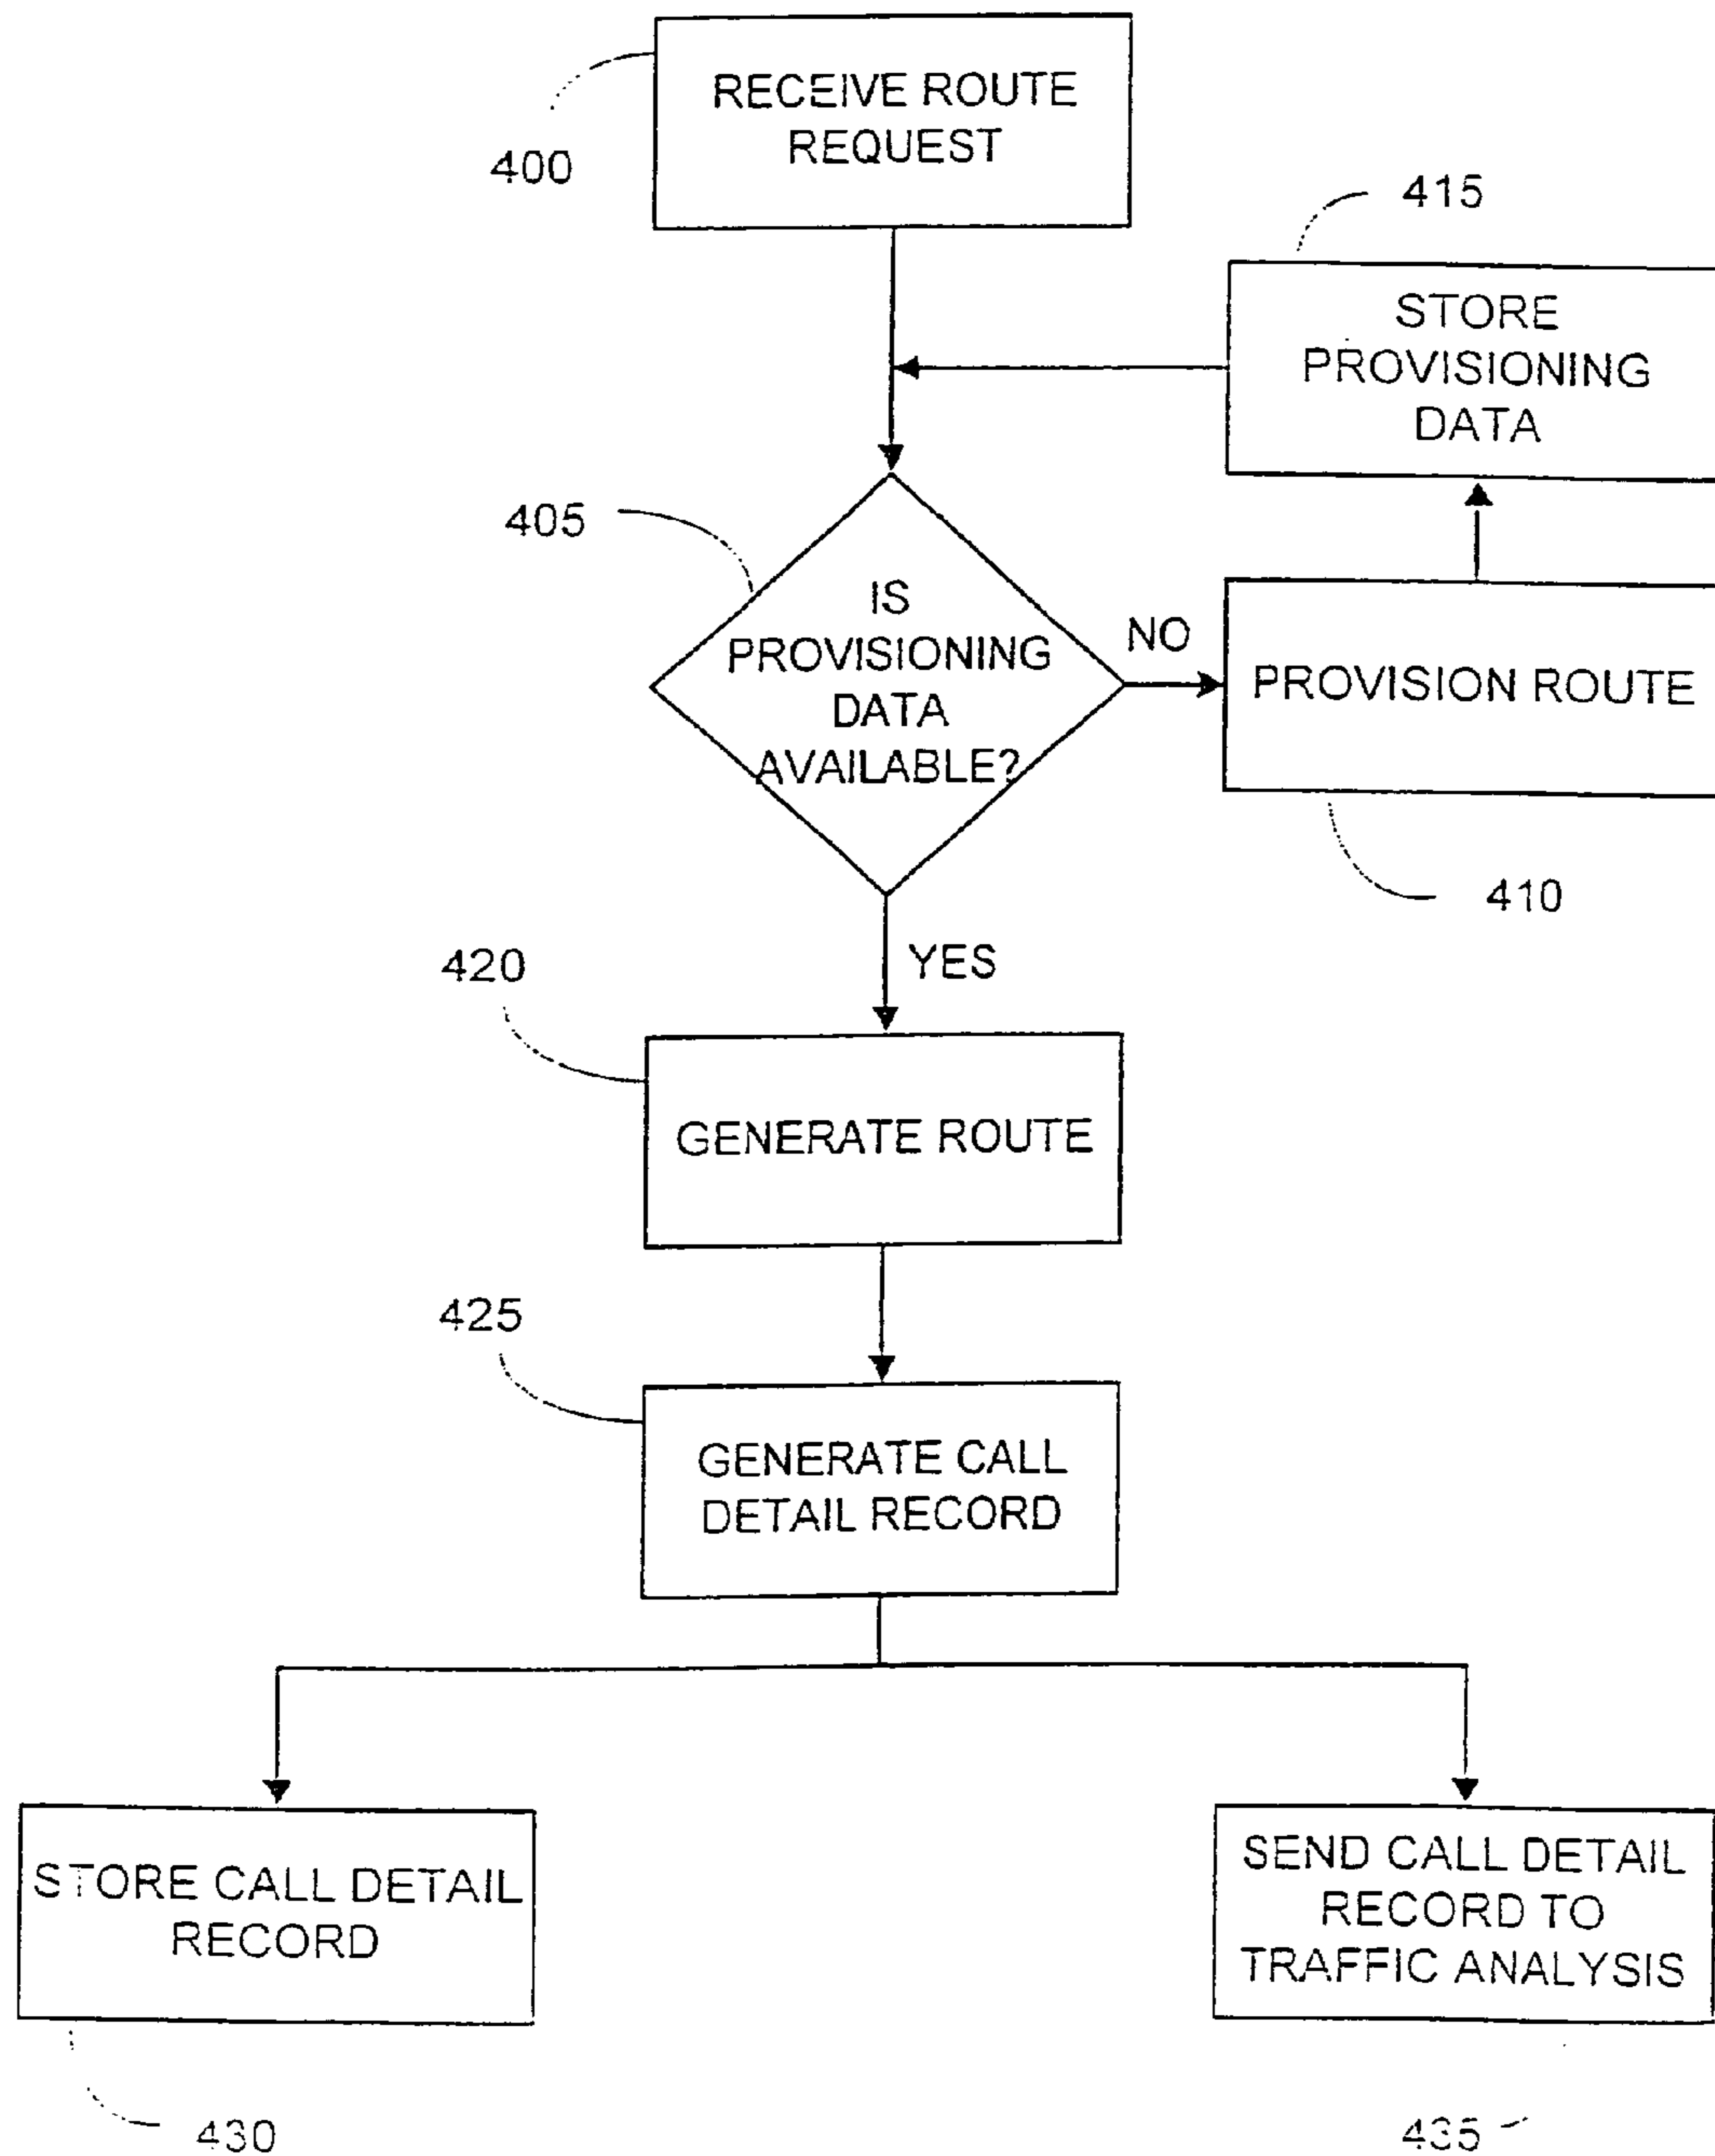 RECEIVE ROUTE
REQUEST
400
415
STORE
PROVISIONING
DATA
405
IS
PROVISIONING
DATA
AVAILABLE?
NO
PROVISION ROUTE
410
YES
420
GENERATE ROUTE
425
GENERATE CALL
DETAIL RECORD
STORE CALL DETAIL
RECORD
SEND CALL DETAIL
RECORD TO
TRAFFIC ANALYSIS
430
435